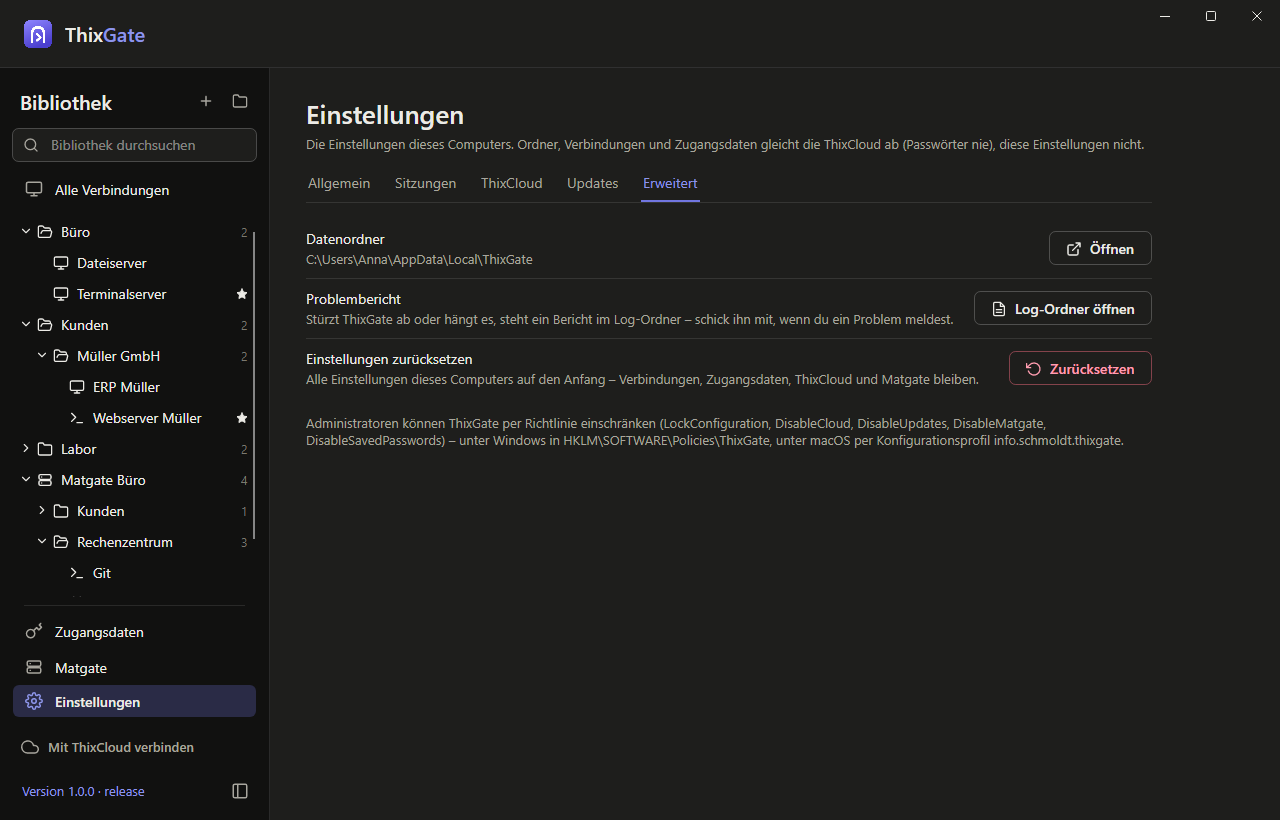 ThixGate
Bibliothek
Bibliothek durchsuchen
Alle Verbindungen
Büro 2
Dateiserver
Terminalserver
Kunden 2
Müller GmbH 2
ERP Müller
Webserver Müller
Labor 2
Matgate Büro 4
Kunden 1
Rechenzentrum 3
Git
Zugangsdaten
Matgate
Einstellungen
Mit ThixCloud verbinden
Version 1.0.0 · release
Einstellungen
Die Einstellungen dieses Computers. Ordner, Verbindungen und Zugangsdaten gleicht die ThixCloud ab (Passwörter nie), diese Einstellungen nicht.
Allgemein Sitzungen ThixCloud Updates Erweitert
Datenordner
C:\Users\Anna\AppData\Local\ThixGate
Öffnen
Problembericht
Stürzt ThixGate ab oder hängt es, steht ein Bericht im Log-Ordner – schick ihn mit, wenn du ein Problem meldest.
Log-Ordner öffnen
Einstellungen zurücksetzen
Alle Einstellungen dieses Computers auf den Anfang – Verbindungen, Zugangsdaten, ThixCloud und Matgate bleiben.
Zurücksetzen
Administratoren können ThixGate per Richtlinie einschränken (LockConfiguration, DisableCloud, DisableUpdates, DisableMatgate,
DisableSavedPasswords) – unter Windows in HKLM\SOFTWARE\Policies\ThixGate, unter macOS per Konfigurationsprofil info.schmoldt.thixgate.